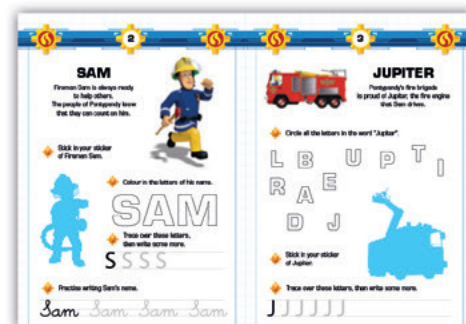 2
SAM
Fireman Sam is always ready
to help others.
The people of Pontypandy know
that they can count on him.
Stick in your sticker
of Fireman Sam.
Colour in the letters of his name.
SAM
Trace over these letters,
then write some more.
S S S S
Practise writing Sam's name.
Sam Sam Sam Sam
3
JUPITER
Pontypandy's fire brigade
is proud of Jupiter, the fire engine
that Sam drives.
Circle all the letters in the word "Jupiter".
L B U P T I
R A E
D J
Stick in your sticker
of Jupiter.
Trace over these letters, then write some more.
J J J J J J